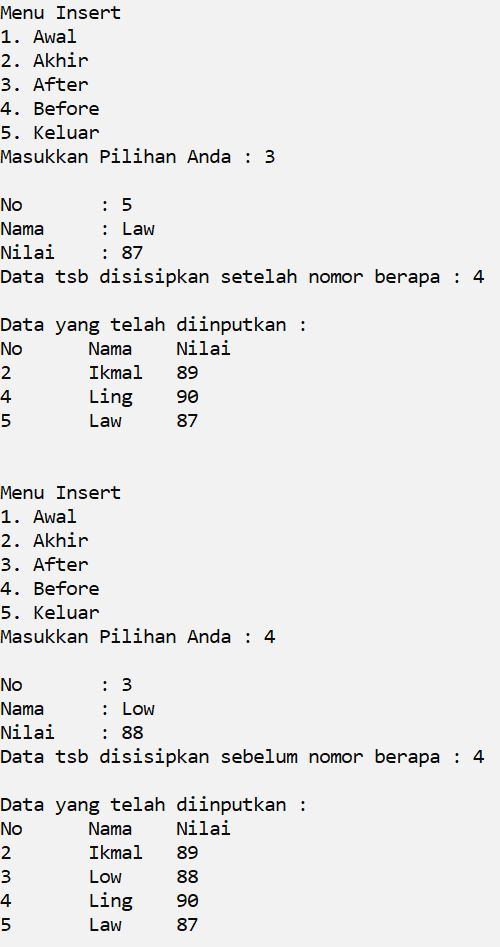 Menu Insert
1. Awal
2. Akhir
3. After
4. Before
5. Keluar
Masukkan Pilihan Anda : 3
No : 5
Nama : Law
Nilai : 87
Data tsb disisipkan setelah nomor berapa : 4
Data yang telah diinputkan :
No Nama Nilai
2 Ikmal 89
4 Ling 90
5 Law 87
Menu Insert
1. Awal
2. Akhir
3. After
4. Before
5. Keluar
Masukkan Pilihan Anda : 4
No : 3
Nama : Low
Nilai : 88
Data tsb disisipkan sebelum nomor berapa : 4
Data yang telah diinputkan :
No Nama Nilai
2 Ikmal 89
3 Low 88
4 Ling 90
5 Law 87